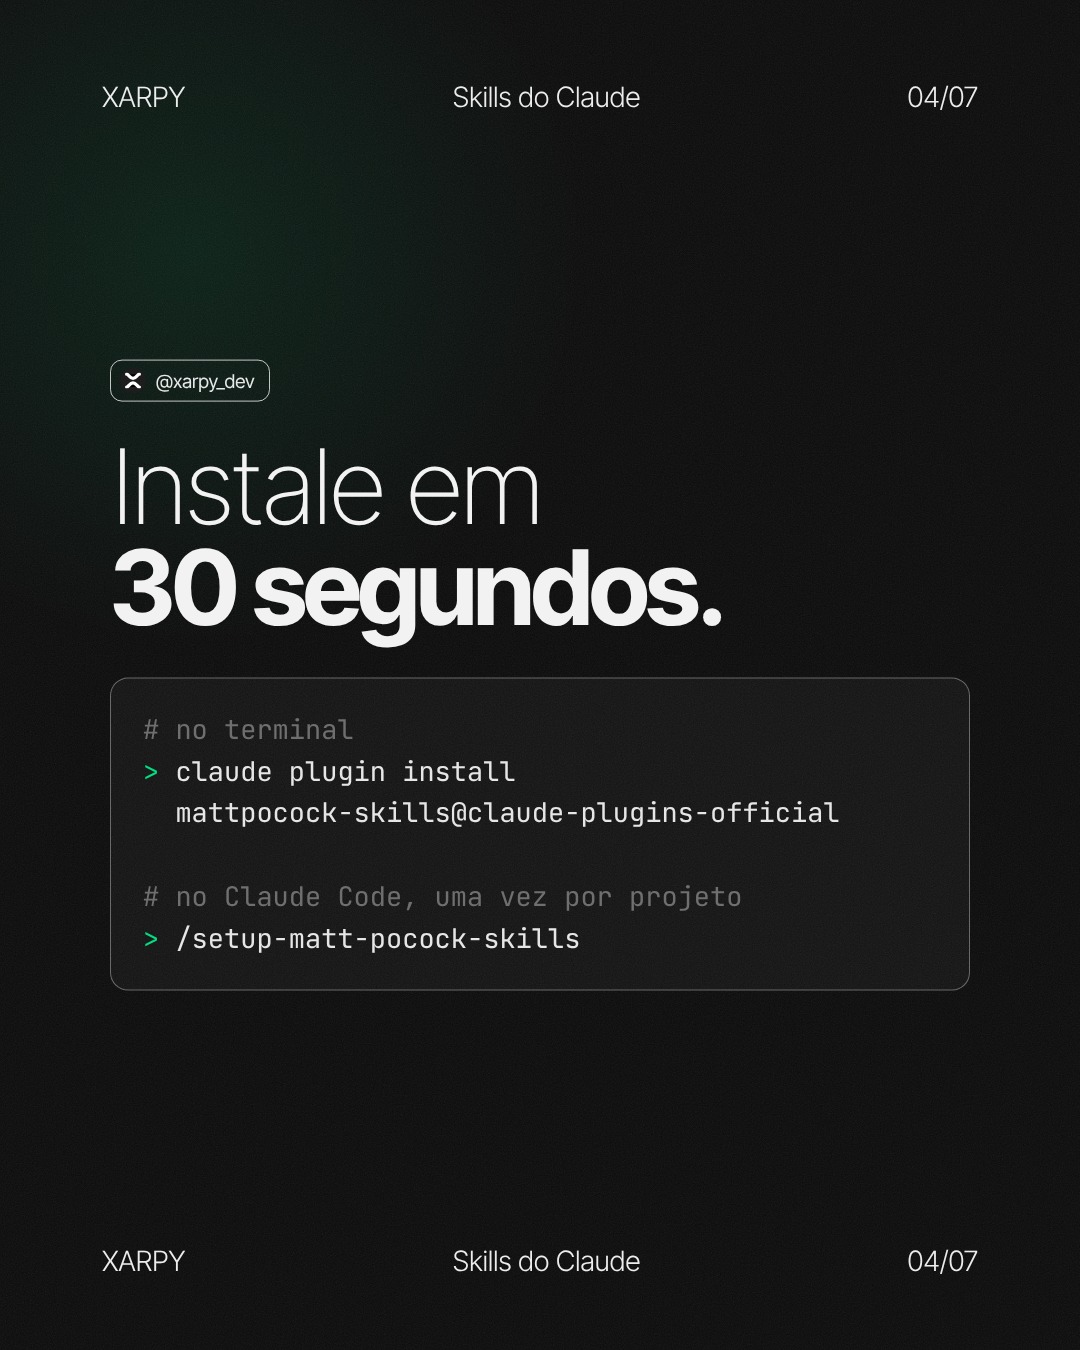 XARPY Skills do Claude 04/07
@xarpy_dev
Instale em
30 segundos.
# no terminal
> claude plugin install
mattpocock-skills@claude-plugins-official
# no Claude Code, uma vez por projeto
> /setup-matt-pocock-skills
XARPY Skills do Claude 04/07